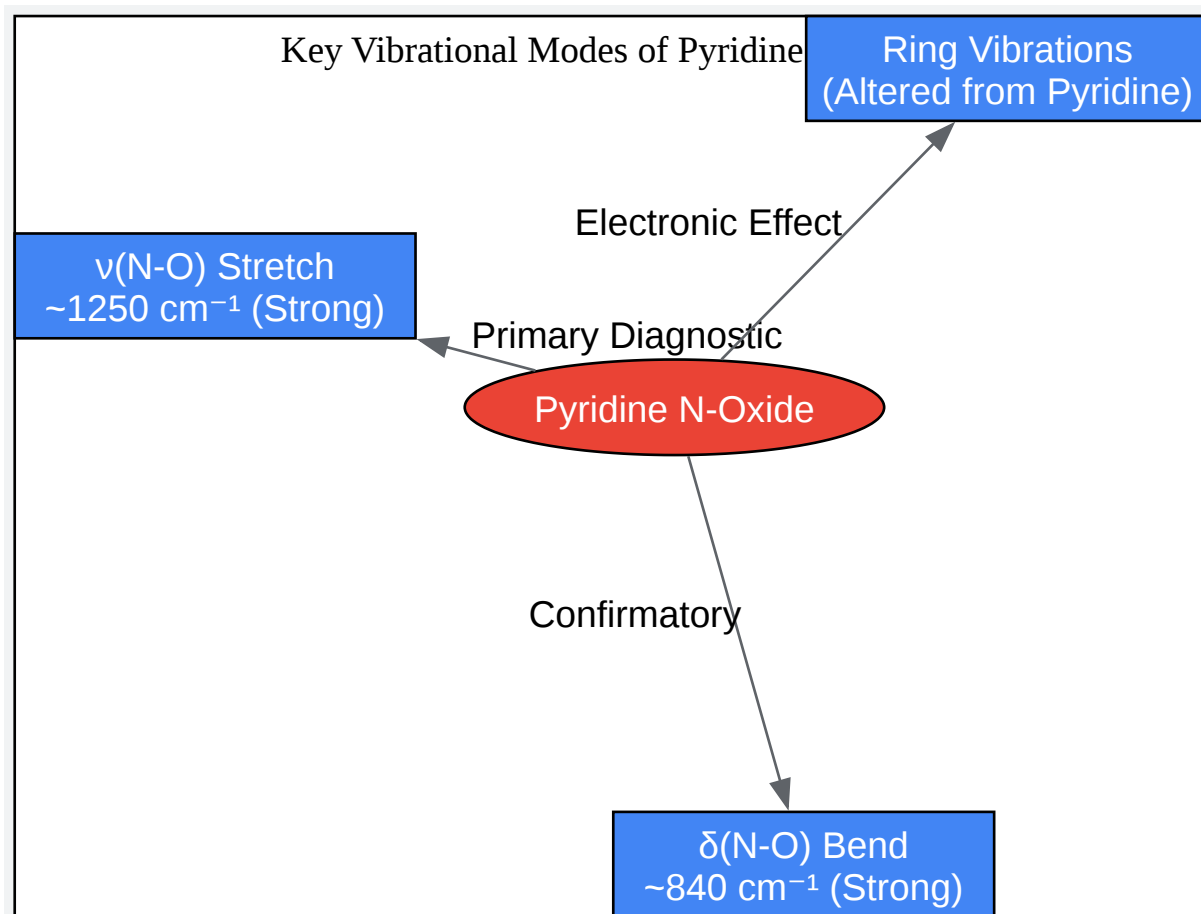 Key Vibrational Modes of Pyridine
Ring Vibrations
(Altered from Pyridine)
Electronic Effect
ν(N-O) Stretch
~1250 cm⁻¹ (Strong)
Primary Diagnostic
Pyridine N-Oxide
Confirmatory
δ(N-O) Bend
~840 cm⁻¹ (Strong)